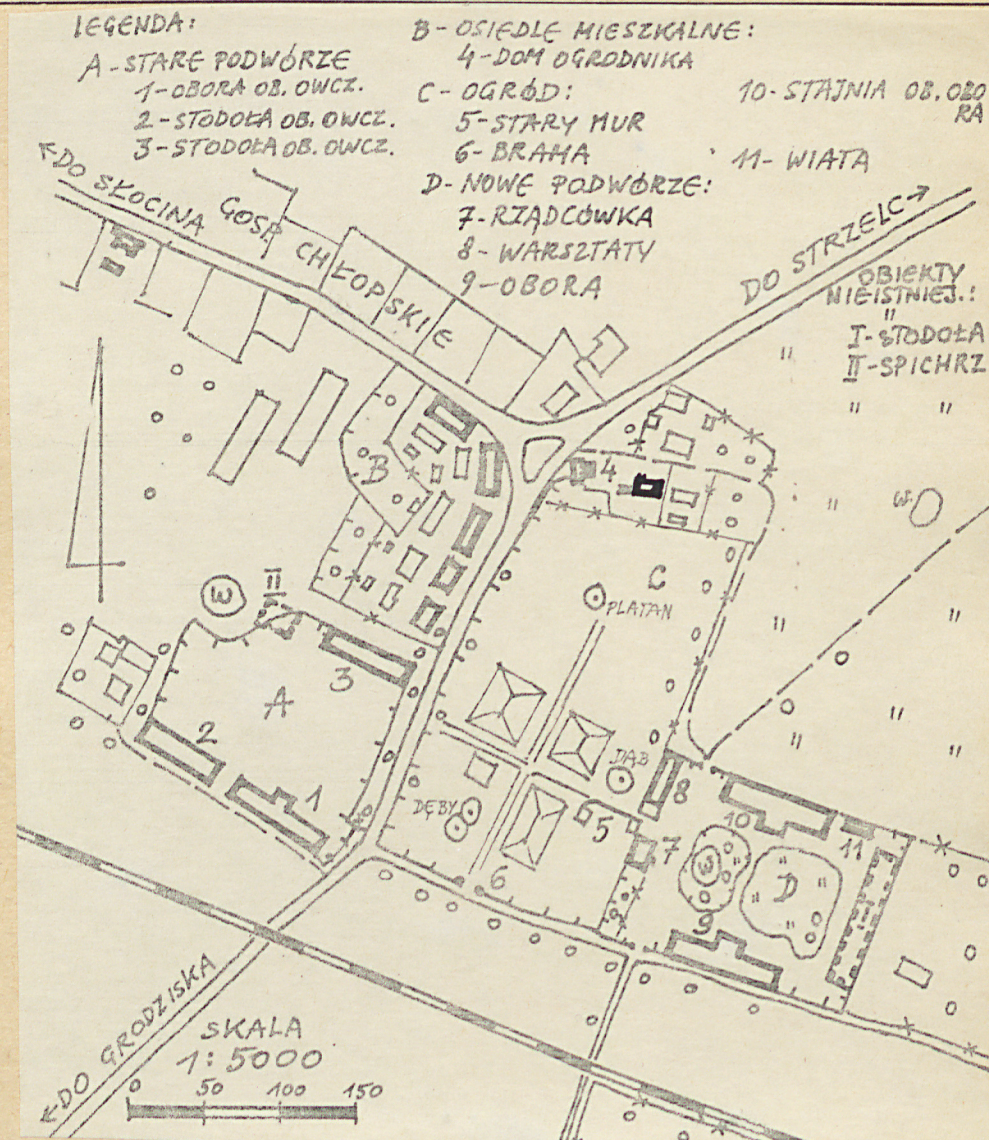 LEGENDA:
A - STARE PODWÓRZE
1 - OBORA OB. OWCZ.
2 - STODOŁA OB. OWCZ.
3 - STODOŁA OB. OWCZ.
B - OSIEDLE MIESZKALNE:
4 - DOM OGRODNIKA
C - OGRÓD:
5 - STARY MUR
6 - BRAMA
D - NOWE PODWÓRZE:
7 - RZĄDCÓWKA
8 - WARSZTATY
9 - OBORA
10 - STAJNIA OB. OBO
RA
11 - WIATA
OBIEKTY
NIEISTNIEJ.:
I - STODOŁA
II - SPICHRZ
DO SŁOCINA
GOSP. CHŁOPSKIE
DO STRZELC
B
4
W
II
W
C
PLATAN
3
A
2
1
DĄB
8
DĘBY
5
10
7
11
W
D
I
6
9
DO GRODZISKA
SKALA
1:5000
0 50 100 150